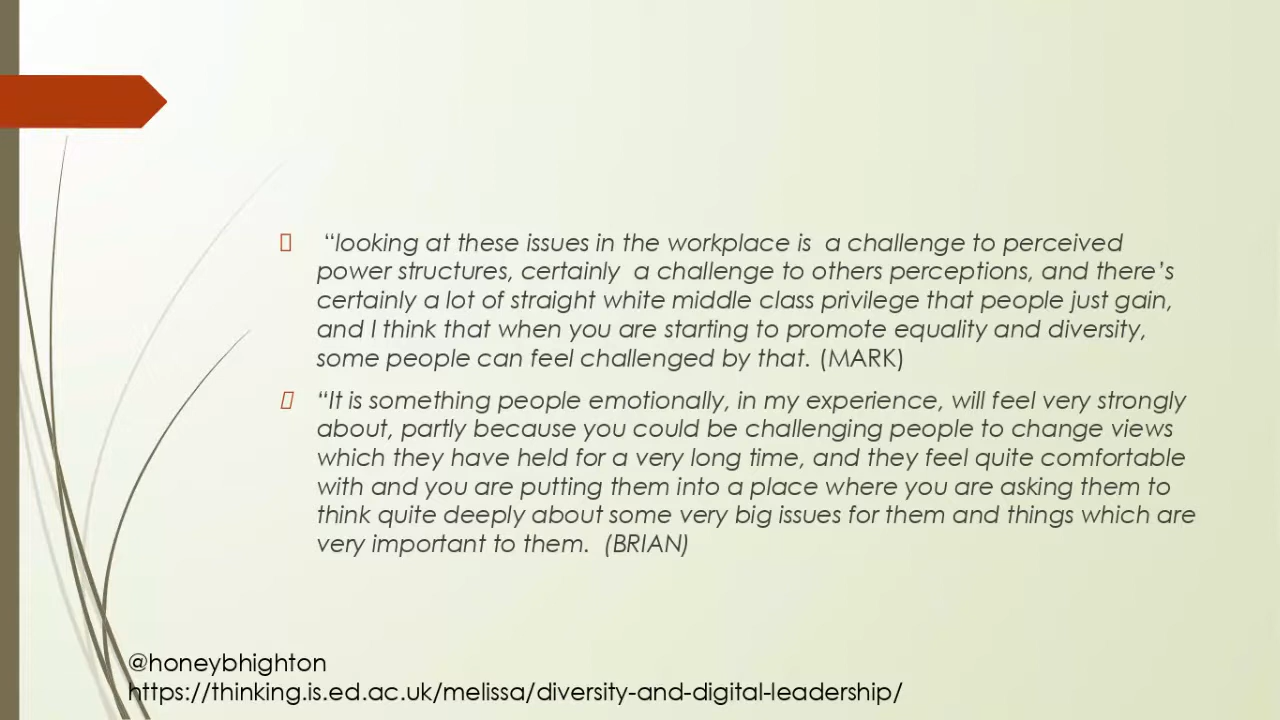 “looking at these issues in the workplace is  a challenge to perceived
power structures, certainly  a challenge to others perceptions, and there’s
certainly a lot of straight white middle class privilege that people just gain,
and I think that when you are starting to promote equality and diversity,
some people can feel challenged by that. (MARK)
“It is something people emotionally, in my experience, will feel very strongly
about, partly because you could be challenging people to change views
which they have held for a very long time, and they feel quite comfortable
with and you are putting them into a place where you are asking them to
think quite deeply about some very big issues for them and things which are
very important to them.  (BRIAN)
@honeybhighton
https://thinking.is.ed.ac.uk/melissa/diversity-and-digital-leadership/